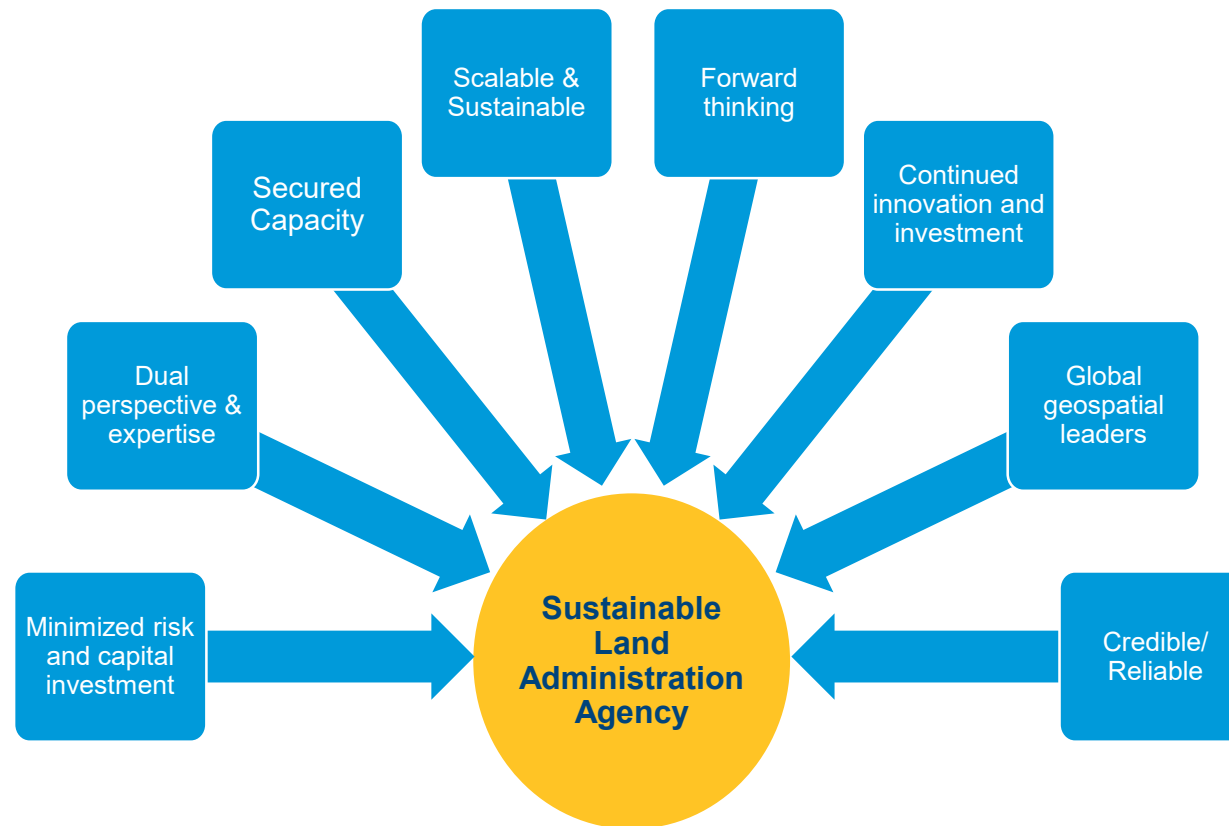 Scalable &
Sustainable
Forward
thinking
Secured
Capacity
Continued
innovation and
investment
Dual
perspective &
expertise
Global
geospatial
leaders
Minimized risk
and capital
investment
Sustainable
Land
Administration
Agency
Credible/
Reliable